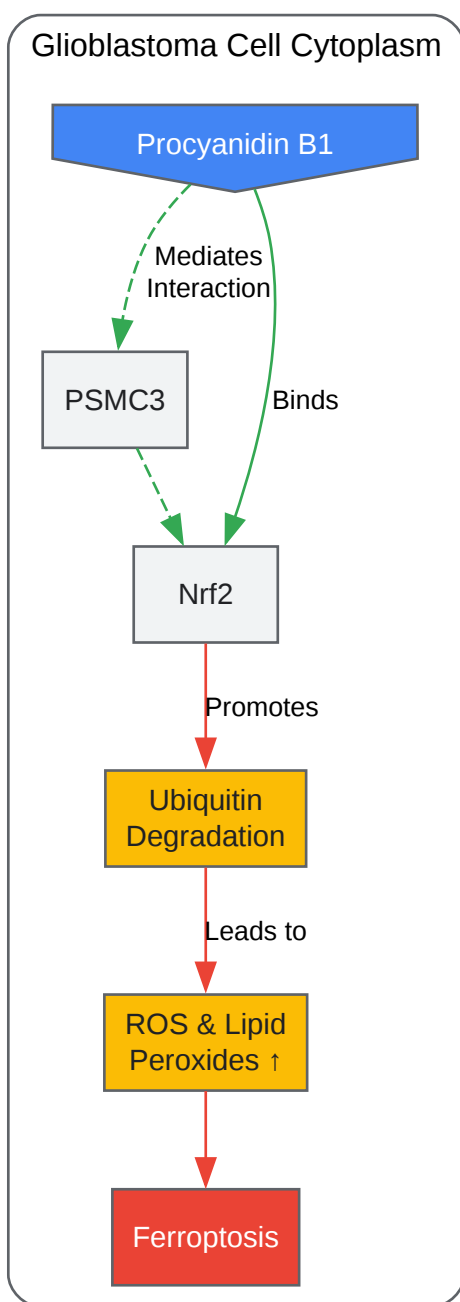 Glioblastoma Cell Cytoplasm
Procyanidin B1
Mediates
Interaction
PSMC3
Binds
Nrf2
Promotes
Ubiquitin
Degradation
Leads to
ROS & Lipid
Peroxides ↑
Ferroptosis